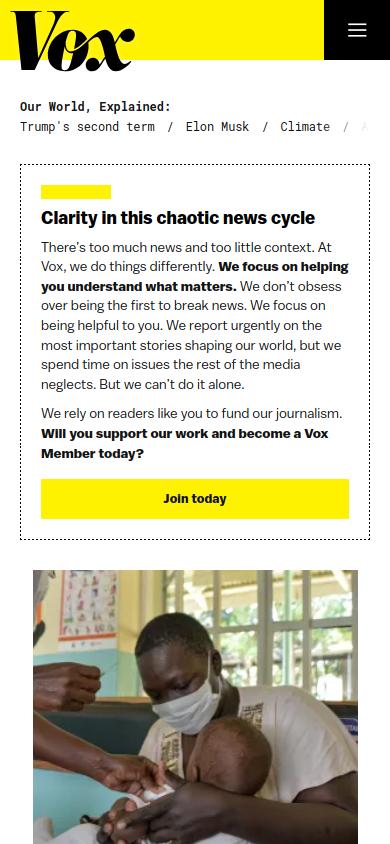 Vox
Our World, Explained:
Trump's second term / Elon Musk / Climate /
Clarity in this chaotic news cycle
There's too much news and too little context. At
Vox, we do things differently. We focus on helping
you understand what matters. We don't obsess
over being the first to break news. We focus on
being helpful to you. We report urgently on the
most important stories shaping our world, but we
spend time on issues the rest of the media
neglects. But we can't do it alone.
We rely on readers like you to fund our journalism.
Will you support our work and become a Vox
Member today?
Join today